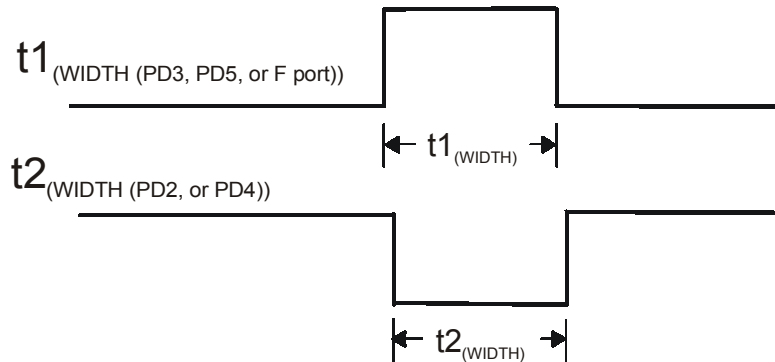 t1(WIDTH (PD3, PD5, or F port))
t1(WIDTH)
t2(WIDTH (PD2, or PD4))
t2(WIDTH)